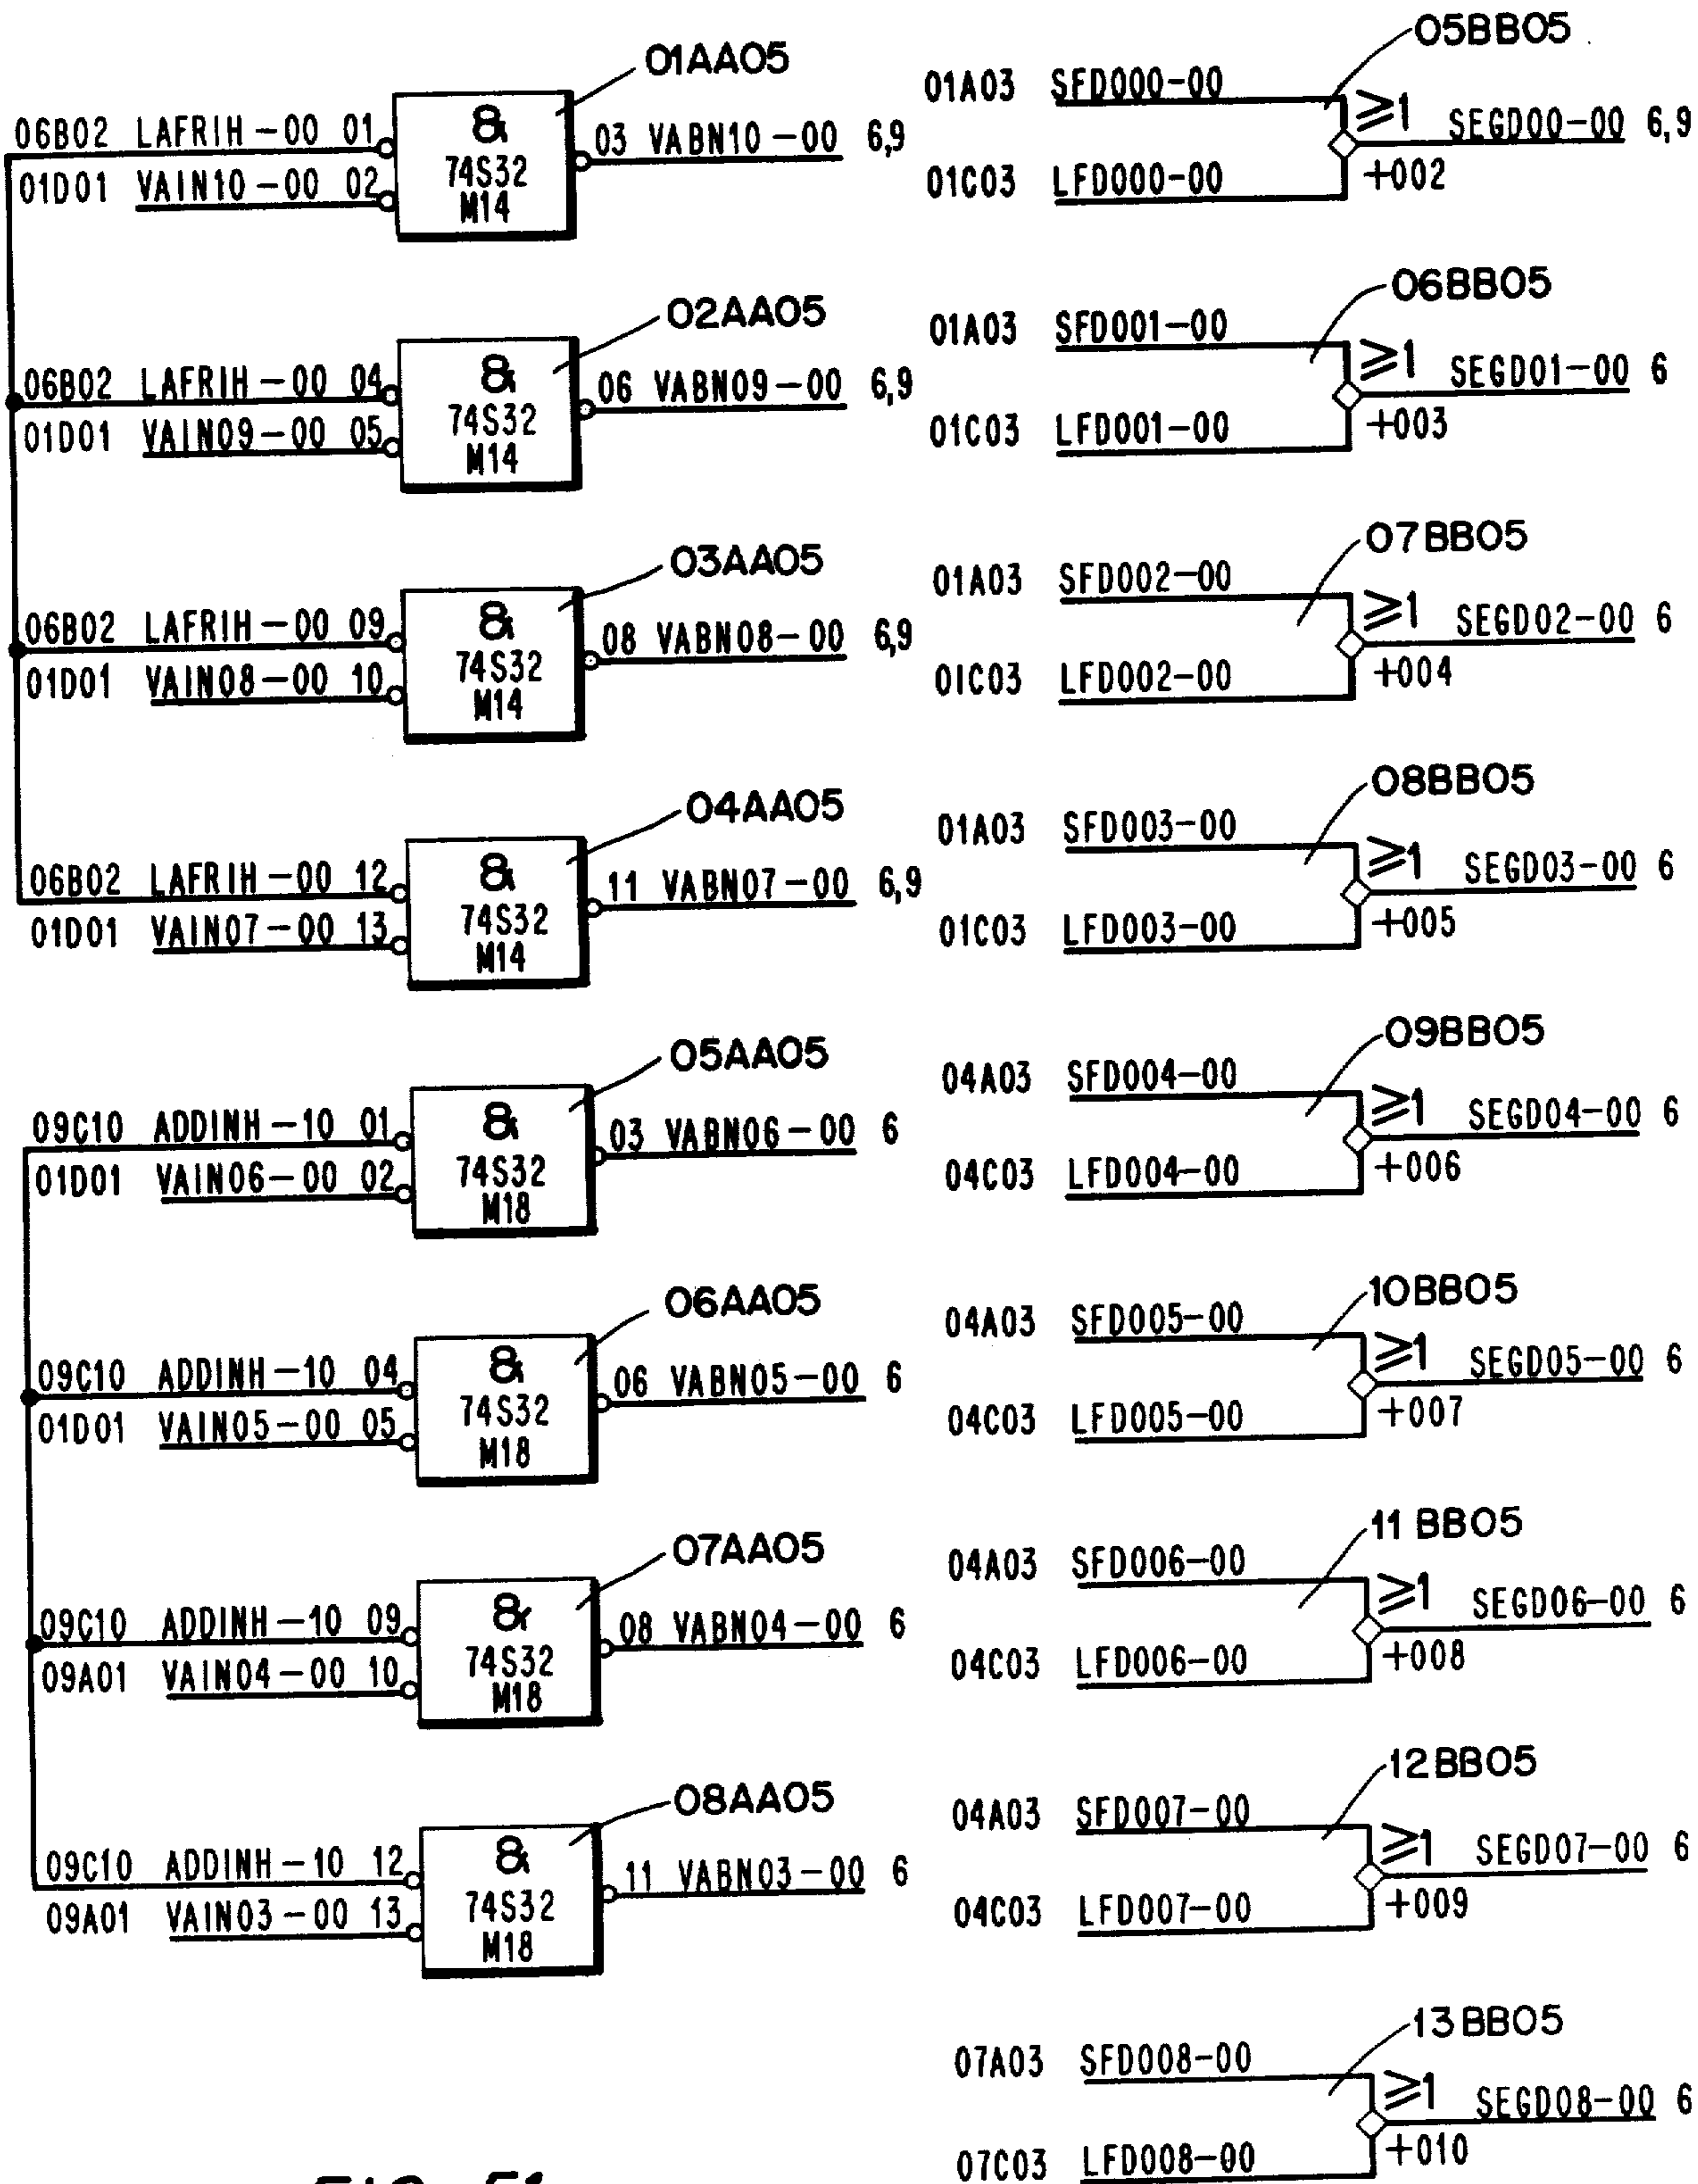 01AA05
06B02 LAFRIH-00 01
01D01 VAIN10-00 02
&
74S32
M14
03 VABN10-00 6,9
02AA05
06B02 LAFRIH-00 04
01D01 VAIN09-00 05
&
74S32
M14
06 VABN09-00 6,9
03AA05
06B02 LAFRIH-00 09
01D01 VAIN08-00 10
&
74S32
M14
08 VABN08-00 6,9
04AA05
06B02 LAFRIH-00 12
01D01 VAIN07-00 13
&
74S32
M14
11 VABN07-00 6,9
05AA05
09C10 ADDINH-10 01
01D01 VAIN06-00 02
&
74S32
M18
03 VABN06-00 6
06AA05
09C10 ADDINH-10 04
01D01 VAIN05-00 05
&
74S32
M18
06 VABN05-00 6
07AA05
09C10 ADDINH-10 09
09A01 VAIN04-00 10
&
74S32
M18
08 VABN04-00 6
08AA05
09C10 ADDINH-10 12
09A01 VAIN03-00 13
&
74S32
M18
11 VABN03-00 6
05BB05
01A03 SFD000-00
≥1 SEGD00-00 6,9
01C03 LFD000-00
+002
06BB05
01A03 SFD001-00
≥1 SEGD01-00 6
01C03 LFD001-00
+003
07BB05
01A03 SFD002-00
≥1 SEGD02-00 6
01C03 LFD002-00
+004
08BB05
01A03 SFD003-00
≥1 SEGD03-00 6
01C03 LFD003-00
+005
09BB05
04A03 SFD004-00
≥1 SEGD04-00 6
04C03 LFD004-00
+006
10BB05
04A03 SFD005-00
≥1 SEGD05-00 6
04C03 LFD005-00
+007
11BB05
04A03 SFD006-00
≥1 SEGD06-00 6
04C03 LFD006-00
+008
12BB05
04A03 SFD007-00
≥1 SEGD07-00 6
04C03 LFD007-00
+009
13BB05
07A03 SFD008-00
≥1 SEGD08-00 6
07C03 LFD008-00
+010